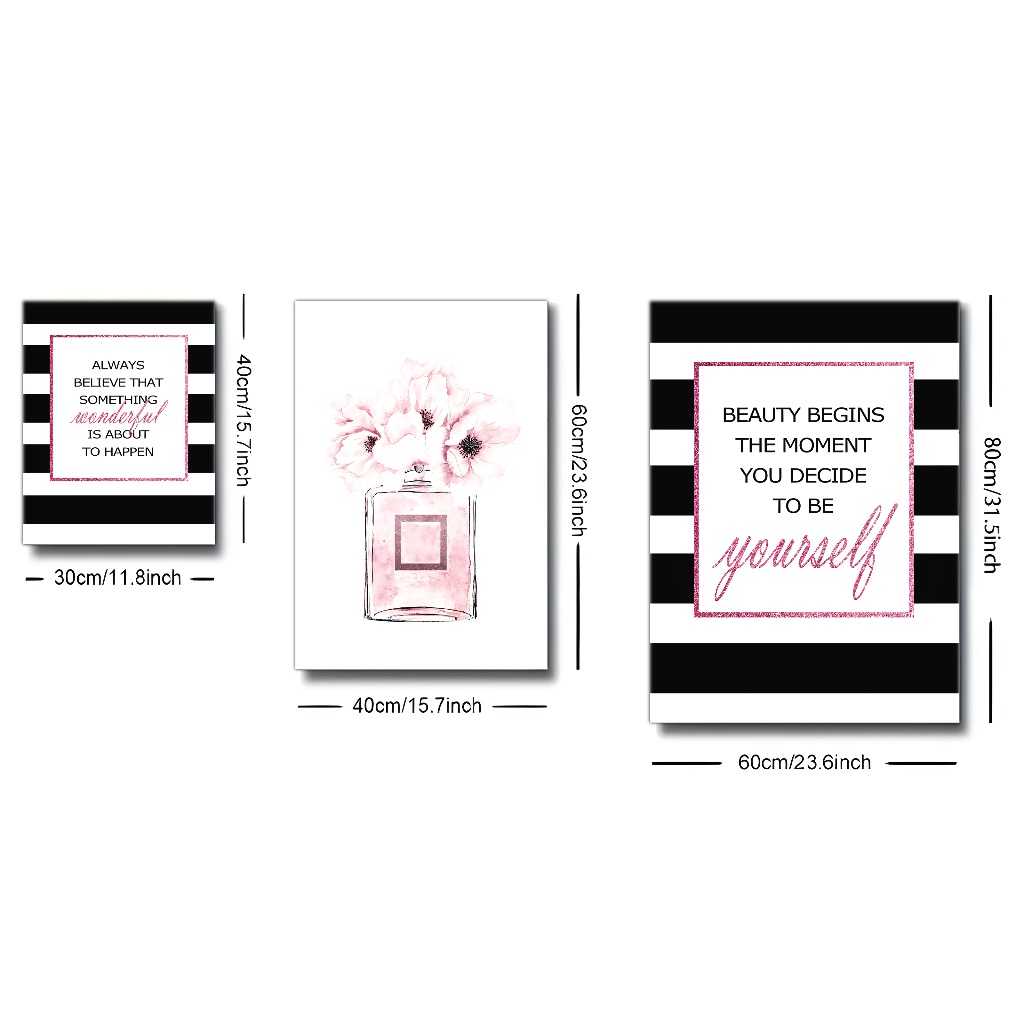 ALWAYS
BELIEVE THAT
SOMETHING
wonderful
IS ABOUT
TO HAPPEN
40cm/15.7inch
30cm/11.8inch
60cm/23.6inch
40cm/15.7inch
BEAUTY BEGINS
THE MOMENT
YOU DECIDE
TO BE
yourself
80cm/31.5inch
60cm/23.6inch